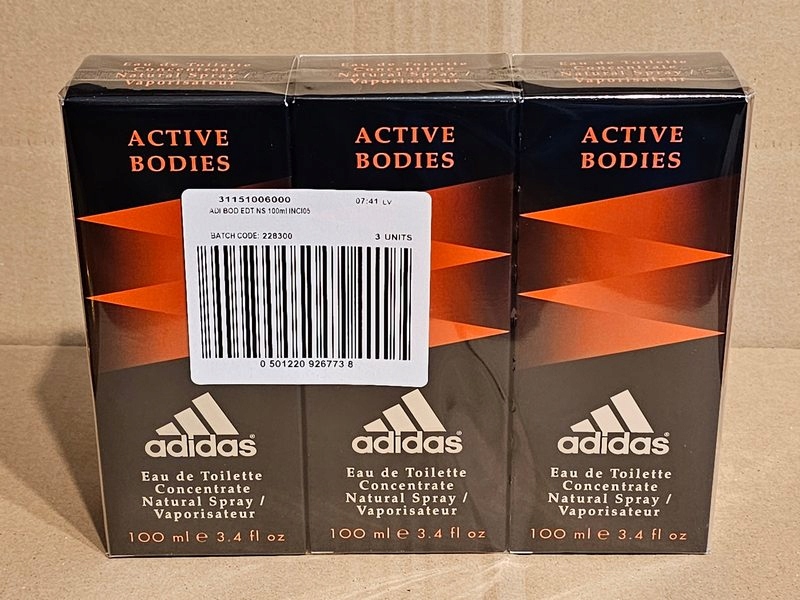 Eau de Toilette
Concentrate
Natural Spray /
Vaporisateur
Eau de Toilette
Concentrate
Natural Spray /
Vaporisateur
Eau de Toilette
Concentrate
Natural Spray /
Vaporisateur
ACTIVE
BODIES
ACTIVE
BODIES
ACTIVE
BODIES
31151006000 07:41 LV
ADI BOD EDT NS 100ml INCI05
BATCH CODE: 228300 3 UNITS
0 501220 926773 8
adidas®
Eau de Toilette
Concentrate
Natural Spray /
Vaporisateur
100 ml e 3.4 fl oz
adidas®
Eau de Toilette
Concentrate
Natural Spray /
Vaporisateur
100 ml e 3.4 fl oz
adidas®
Eau de Toilette
Concentrate
Natural Spray /
Vaporisateur
100 ml e 3.4 fl oz